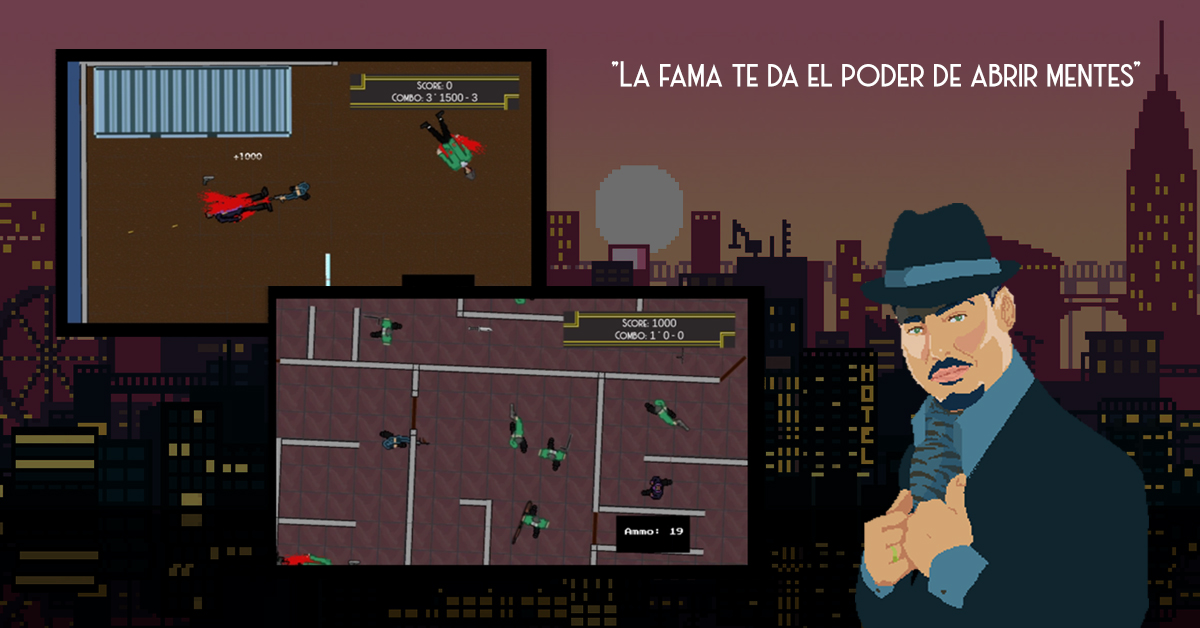 "LA FAMA TE DA EL PODER DE ABRIR MENTES"
SCORE: 0
COMBO: 3 * 1500 - 3
+1000
SCORE: 1000
COMBO: 1 * 0 - 0
Ammo: 19
HOTEL